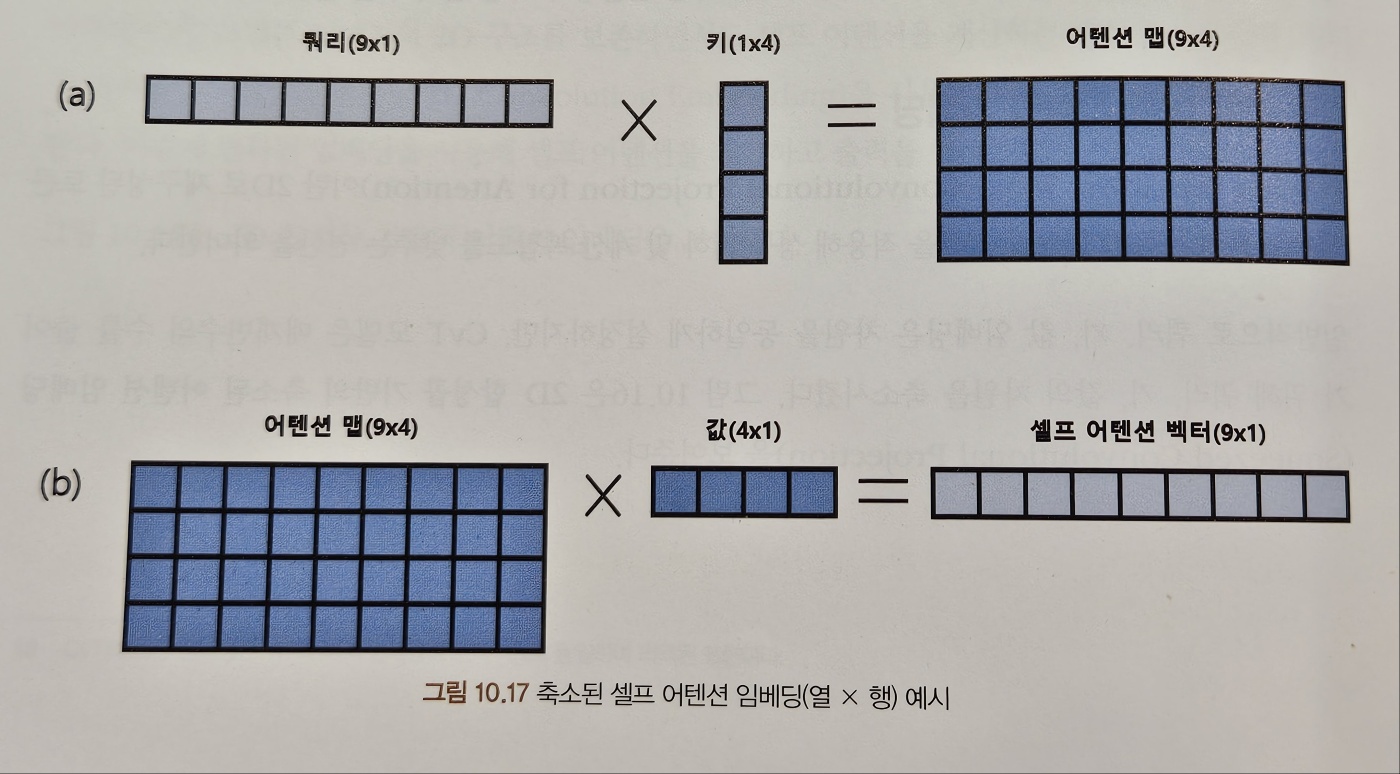 쿼리(9x1) 키(1x4) 어텐션 맵(9x4)
(a) × =
어텐션 맵(9x4) 값(4x1) 셀프 어텐션 벡터(9x1)
(b) × =
그림 10.17 축소된 셀프 어텐션 임베딩(열 × 행) 예시